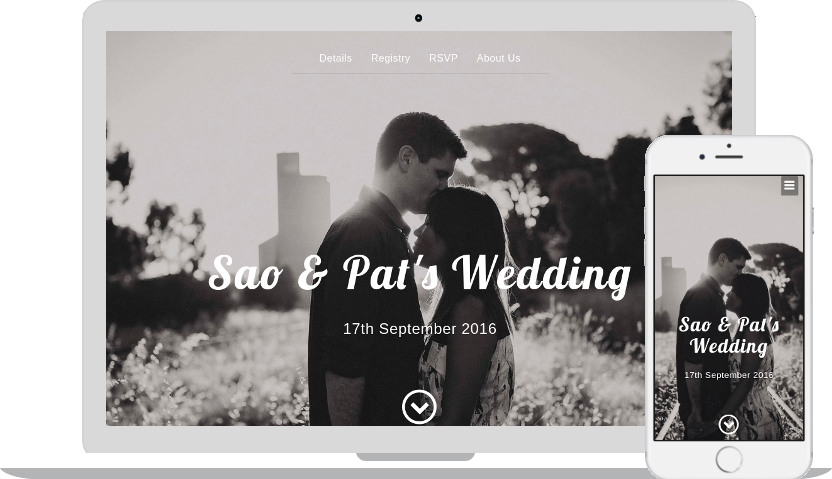 Details Registry RSVP About Us
Sao & Pat's Wedding
17th September 2016
Sao & Pat's
Wedding
17th September 2016